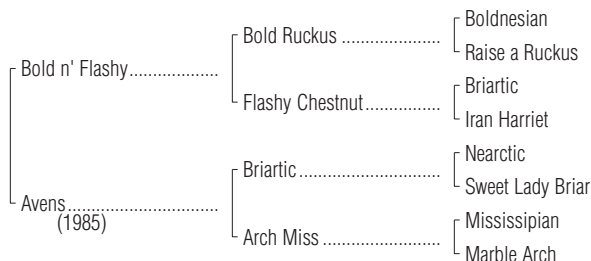 Boldnesian
Bold Ruckus
Raise a Ruckus
Bold n' Flashy
Briartic
Flashy Chestnut
Iran Harriet
Nearctic
Briartic
Sweet Lady Briar
Avens
(1985)
Mississipian
Arch Miss
Marble Arch